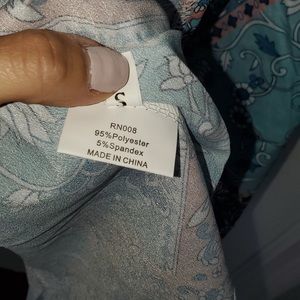 S
RN008
95%Polyester
5%Spandex
MADE IN CHINA